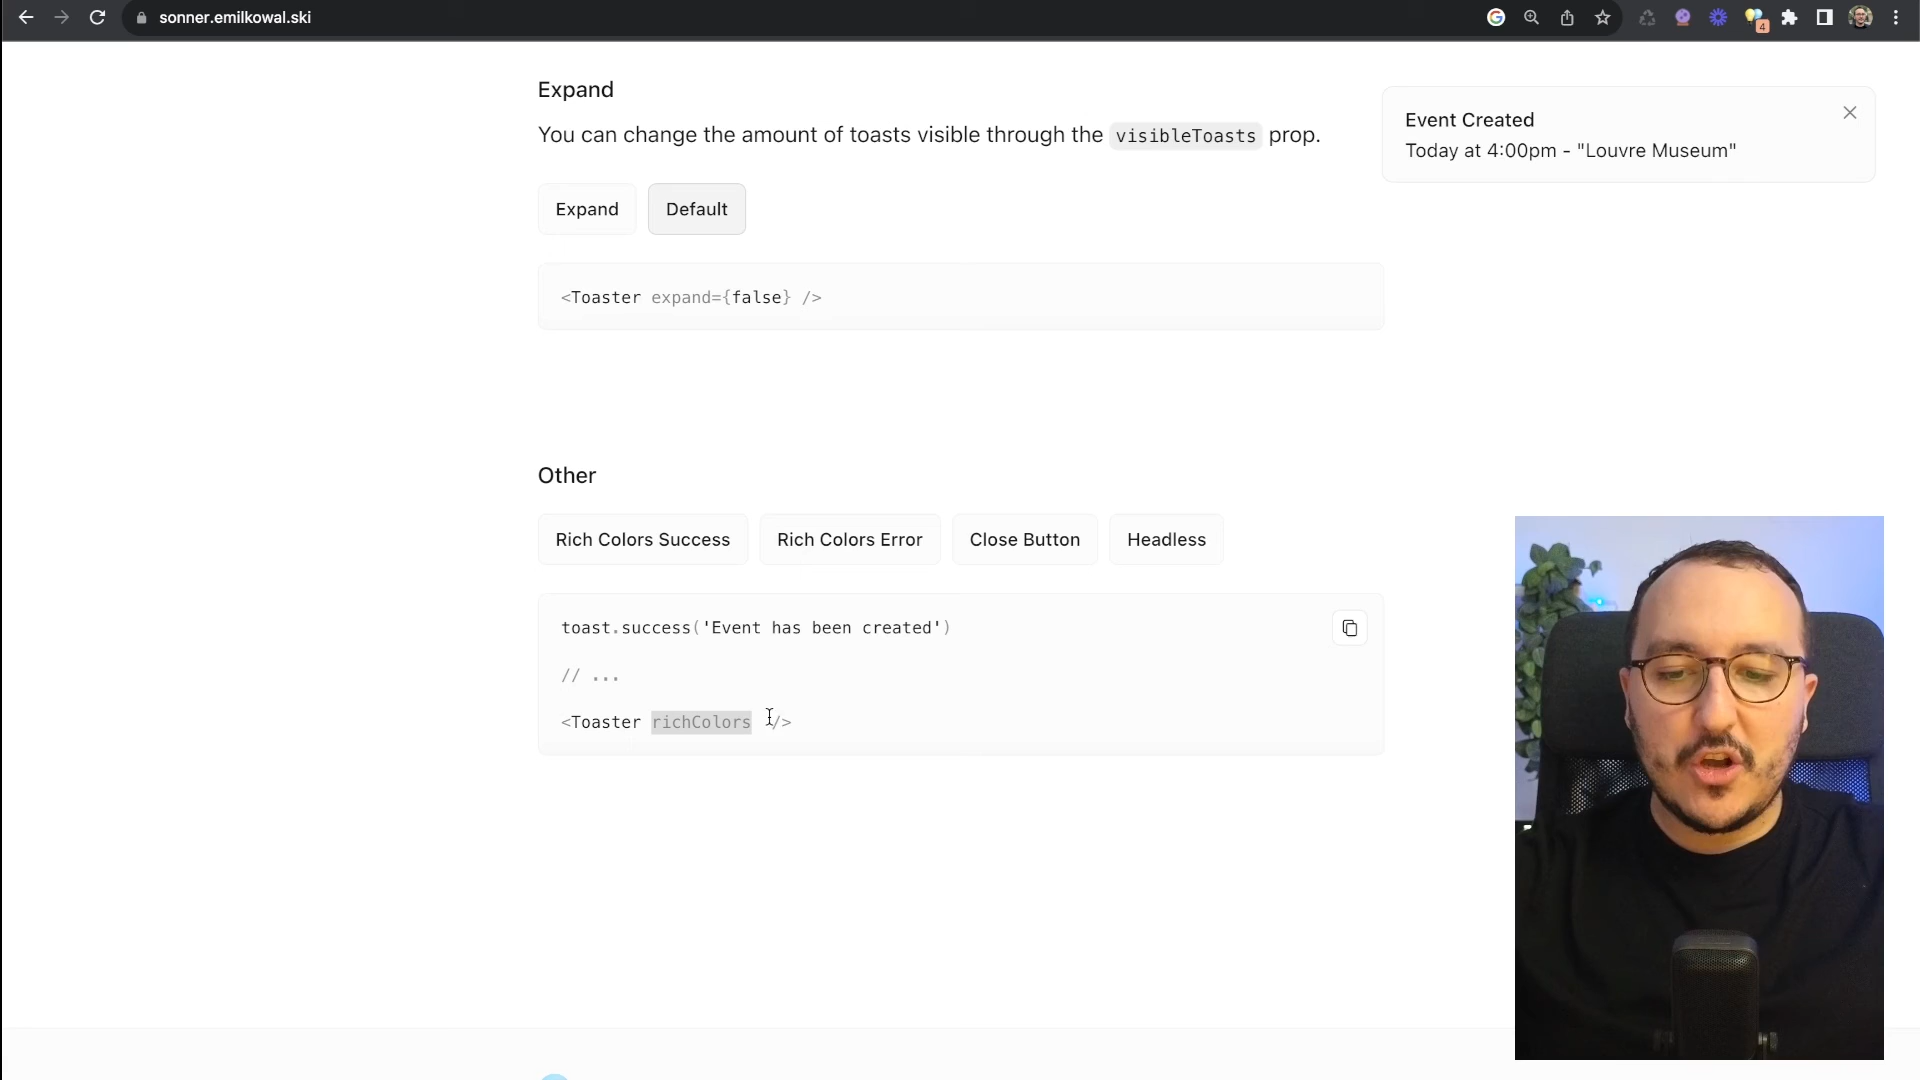 sonner.emilkowal.ski
4
Expand
You can change the amount of toasts visible through the visibleToasts prop.
Event Created
Today at 4:00pm - "Louvre Museum"
Expand
Default
<Toaster expand={false} />
Other
Rich Colors Success
Rich Colors Error
Close Button
Headless
toast.success('Event has been created')
// ...
<Toaster richColors />